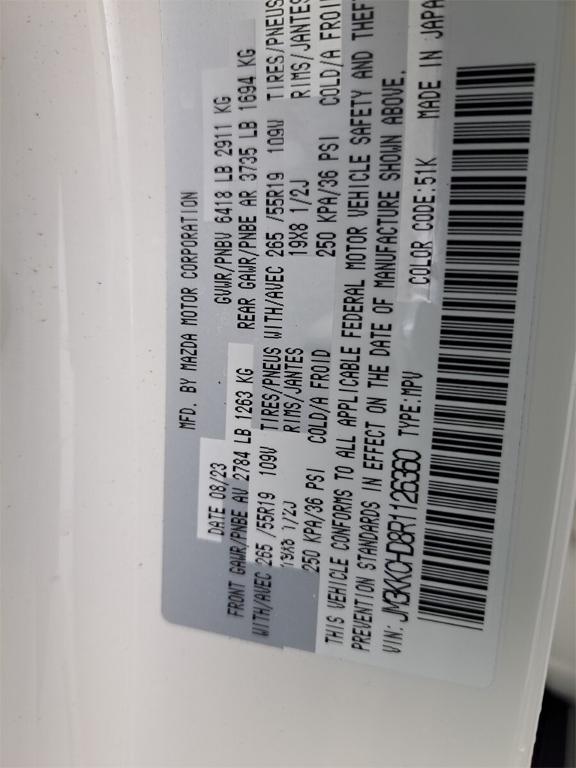 MFD. BY MAZDA MOTOR CORPORATION
DATE 08/23 GVWR/PNBV 6418 LB 2911 KG
FRONT GAWR/PNBE AV 2784 LB 1263 KG REAR GAWR/PNBE AR 3735 LB 1694 KG
WITH/AVEC 265 /55R19 109V TIRES/PNEUS WITH/AVEC 265 /55R19 109V TIRES/PNEUS
19X8 1/2J RIMS/JANTES 19X8 1/2J RIMS/JANTES
250 KPA/36 PSI COLD/A FROID 250 KPA/36 PSI COLD/A FROID
THIS VEHICLE CONFORMS TO ALL APPLICABLE FEDERAL MOTOR VEHICLE SAFETY AND THEF
PREVENTION STANDARDS IN EFFECT ON THE DATE OF MANUFACTURE SHOWN ABOVE.
VIN: JM3KKCHD8R1126360 TYPE:MPV COLOR CODE:51K MADE IN JAPA